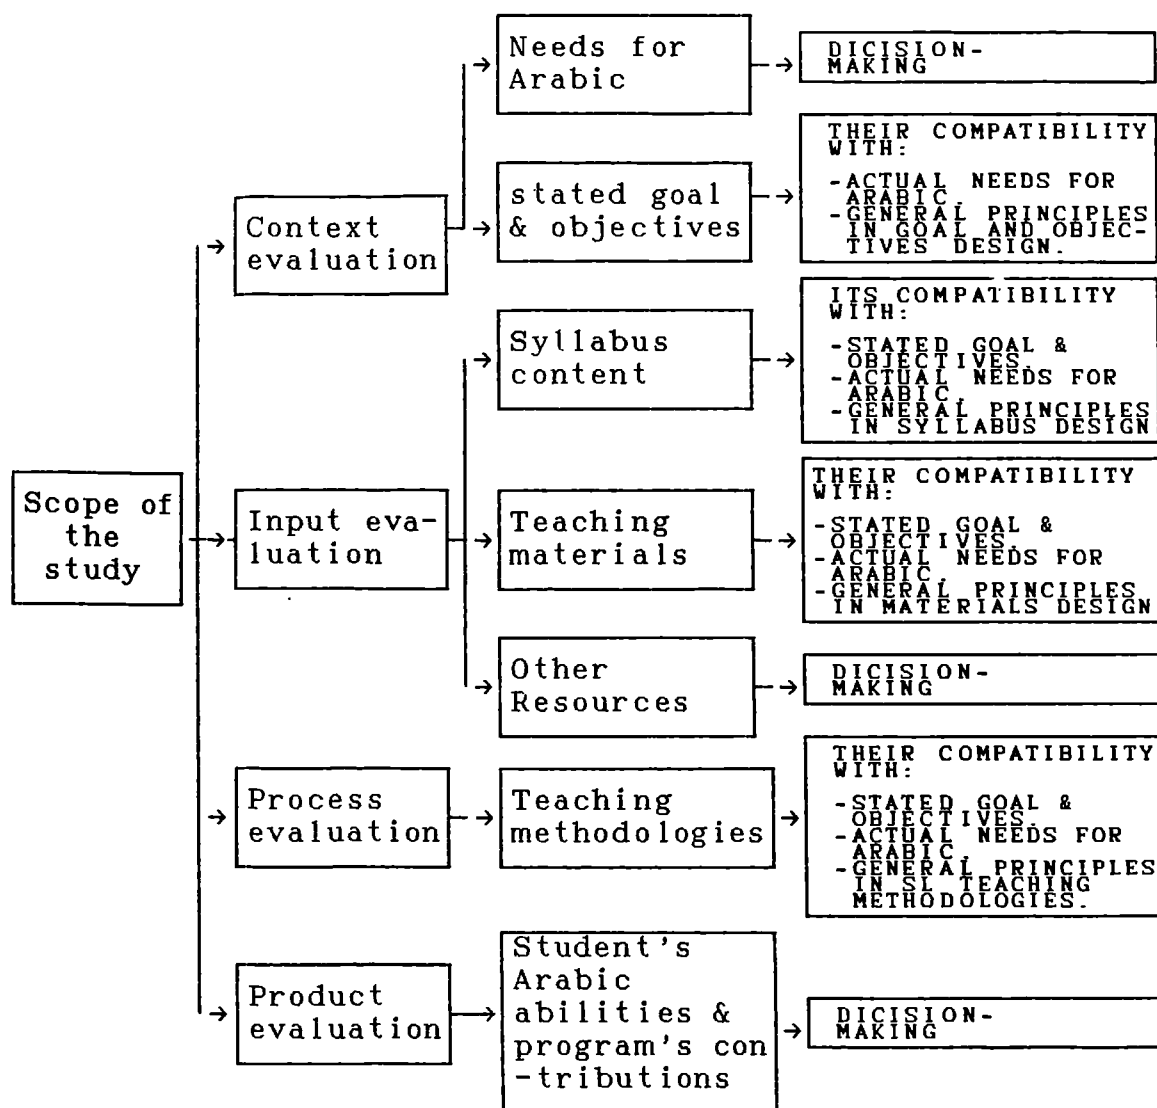 Scope of
the
study
Context
evaluation
Needs for
Arabic
DICISION-
MAKING
stated goal
& objectives
THEIR COMPATIBILITY
WITH:
-ACTUAL NEEDS FOR
ARABIC.
-GENERAL PRINCIPLES
IN GOAL AND OBJEC-
TIVES DESIGN.
Input eva-
luation
Syllabus
content
ITS COMPATIBILITY
WITH:
-STATED GOAL &
OBJECTIVES.
-ACTUAL NEEDS FOR
ARABIC.
-GENERAL PRINCIPLES
IN SYLLABUS DESIGN
Teaching
materials
THEIR COMPATIBILITY
WITH:
-STATED GOAL &
OBJECTIVES.
-ACTUAL NEEDS FOR
ARABIC.
-GENERAL PRINCIPLES
IN MATERIALS DESIGN
Other
Resources
DICISION-
MAKING
Process
evaluation
Teaching
methodologies
THEIR COMPATIBILITY
WITH:
-STATED GOAL &
OBJECTIVES.
-ACTUAL NEEDS FOR
ARABIC.
-GENERAL PRINCIPLES
IN SL TEACHING
METHODOLOGIES.
Product
evaluation
Student's
Arabic
abilities &
program's con
-tributions
DICISION-
MAKING